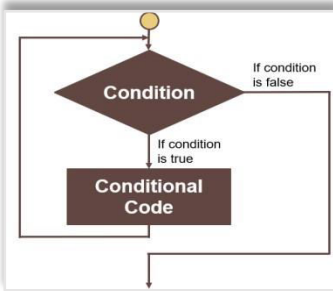 Condition
If condition
is false
If condition
is true
Conditional
Code